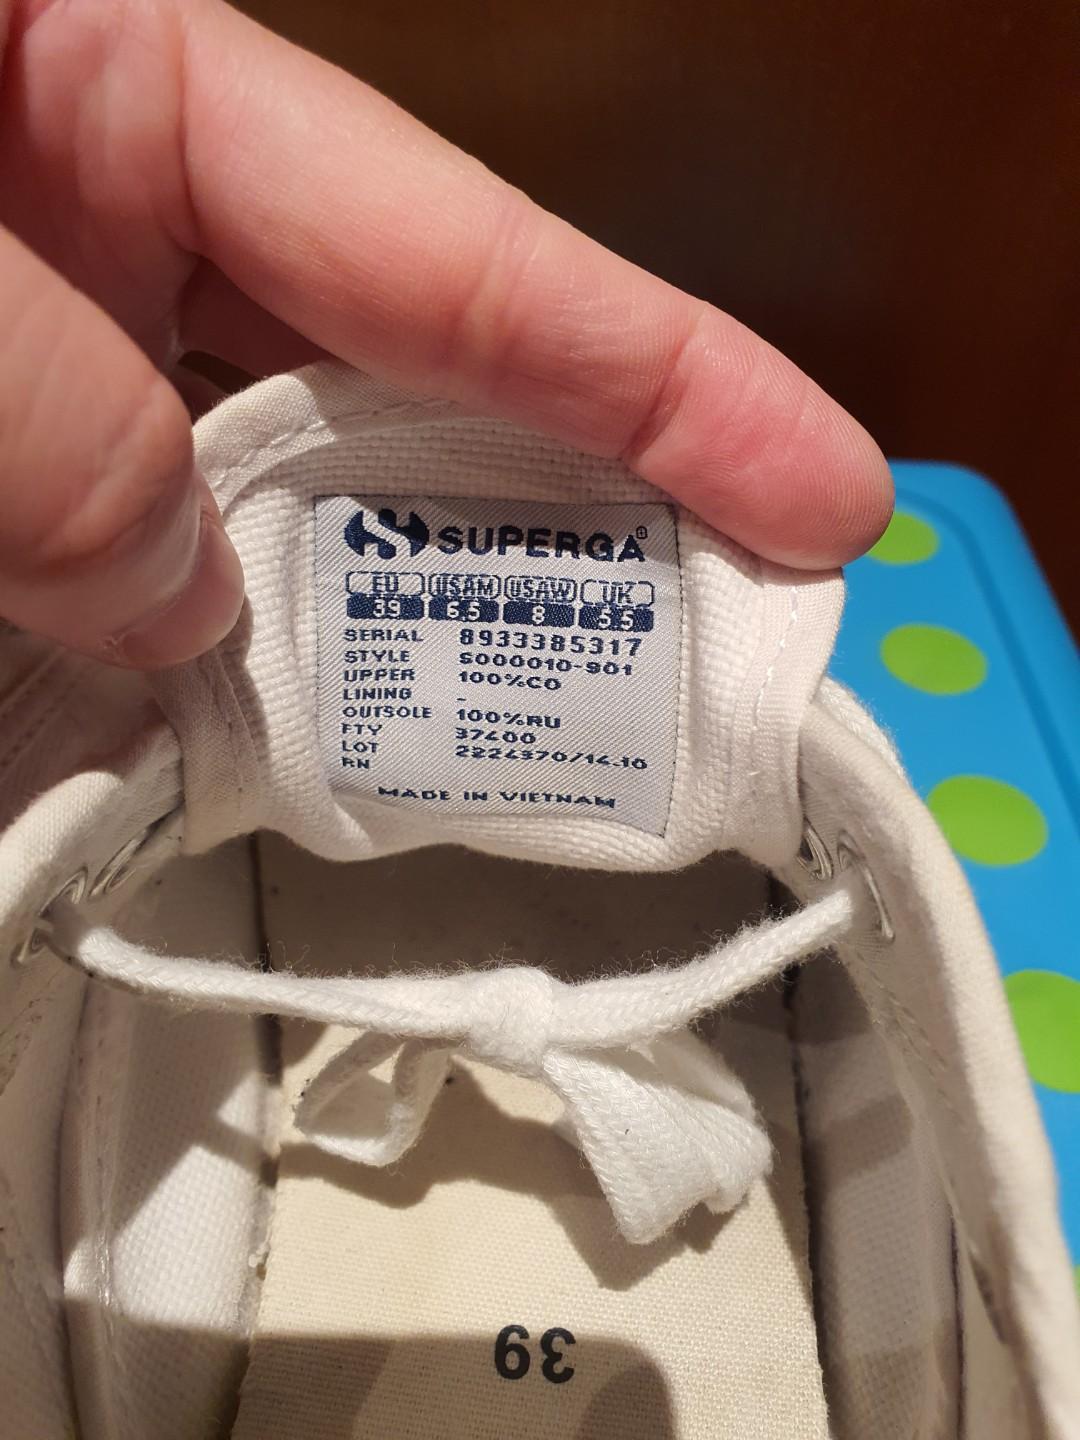 SUPERGA®
EU USAM USAW UK
39 6.5 8 5.5
SERIAL 8933385317
STYLE S000010-901
UPPER 100%CO
LINING -
OUTSOLE 100%RU
FTY 37400
LOT 2224370/14-10
RN
MADE IN VIETNAM
39